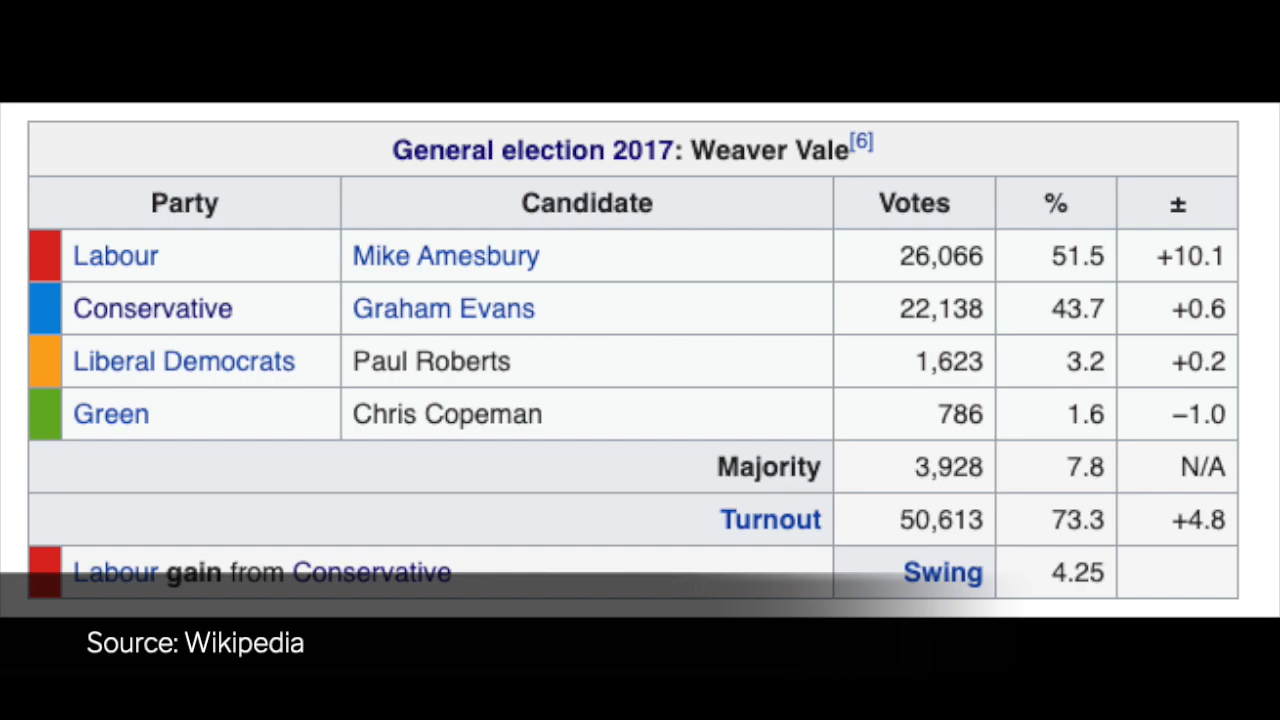 General election 2017: Weaver Vale[6]
Party Candidate Votes % ±
Labour Mike Amesbury 26,066 51.5 +10.1
Conservative Graham Evans 22,138 43.7 +0.6
Liberal Democrats Paul Roberts 1,623 3.2 +0.2
Green Chris Copeman 786 1.6 −1.0
Majority 3,928 7.8 N/A
Turnout 50,613 73.3 +4.8
Labour gain from Conservative Swing 4.25
Source: Wikipedia